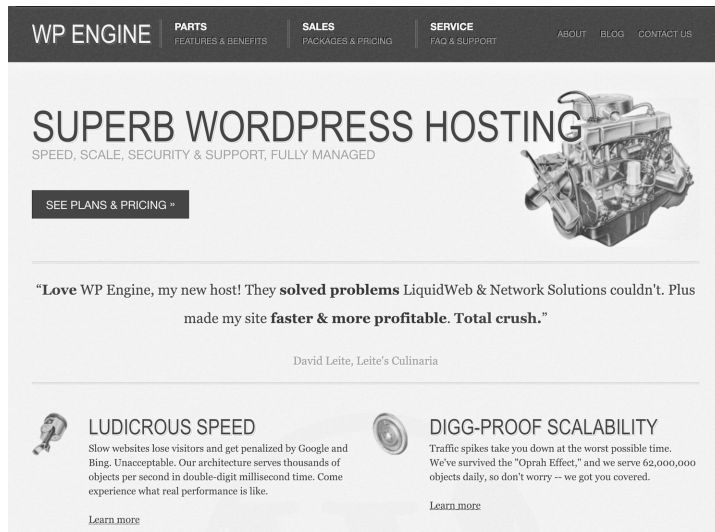 WP ENGINE
PARTS
FEATURES & BENEFITS
SALES
PACKAGES & PRICING
SERVICE
FAQ & SUPPORT
ABOUT BLOG CONTACT US
SUPERB WORDPRESS HOSTING
SPEED, SCALE, SECURITY & SUPPORT, FULLY MANAGED
SEE PLANS & PRICING »
“Love WP Engine, my new host! They solved problems LiquidWeb & Network Solutions couldn't. Plus
made my site faster & more profitable. Total crush.”
David Leite, Leite's Culinaria
LUDICROUS SPEED
Slow websites lose visitors and get penalized by Google and
Bing. Unacceptable. Our architecture serves thousands of
objects per second in double-digit millisecond time. Come
experience what real performance is like.
Learn more
DIGG-PROOF SCALABILITY
Traffic spikes take you down at the worst possible time.
We've survived the "Oprah Effect," and we serve 62,000,000
objects daily, so don't worry -- we got you covered.
Learn more